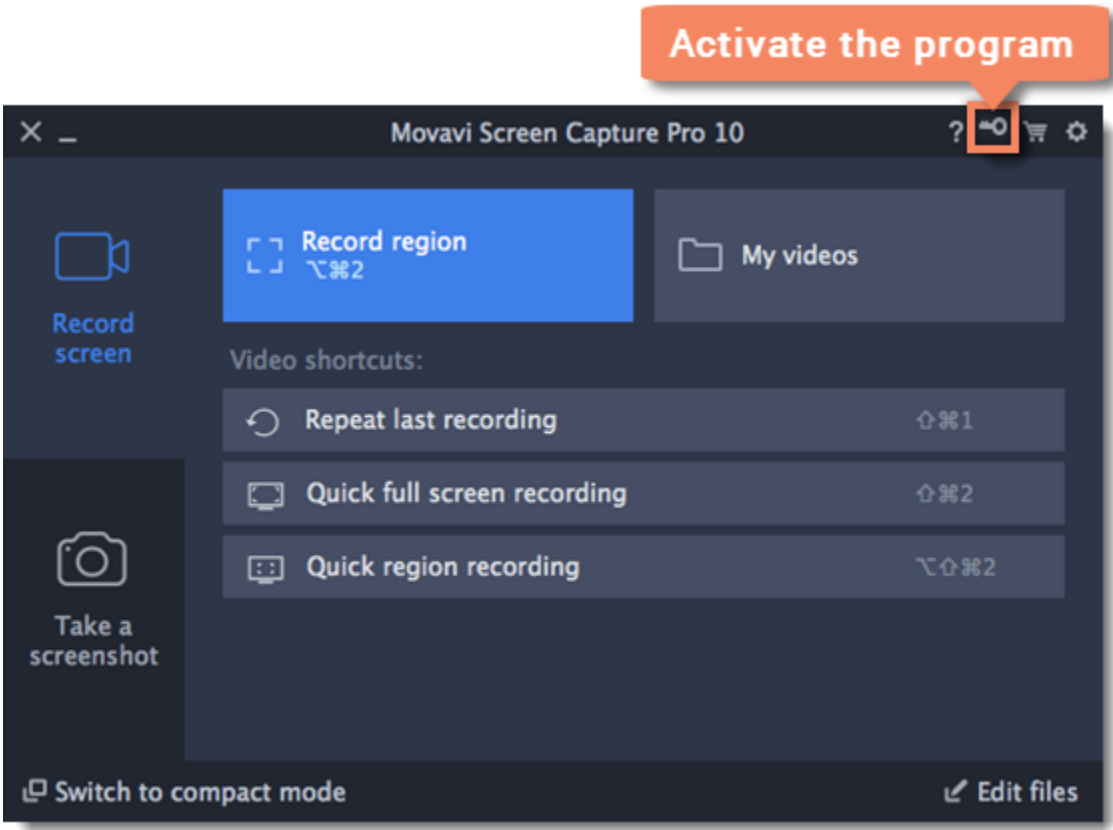 Activate the program
Movavi Screen Capture Pro 10
?
Record region
⌥⌘2
My videos
Record
screen
Video shortcuts:
Repeat last recording
⇧⌘1
Quick full screen recording
⇧⌘2
Quick region recording
⌥⇧⌘2
Take a
screenshot
Switch to compact mode
Edit files